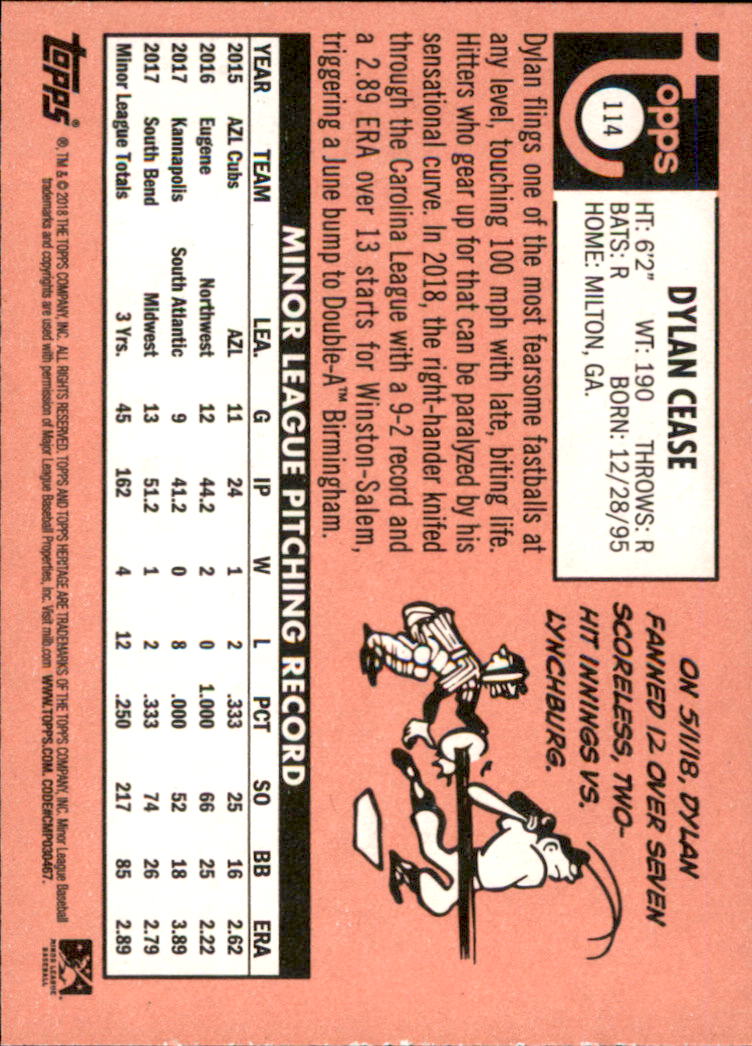 Topps
114
DYLAN CEASE
HT: 6'2" WT: 190 THROWS: R
BATS: R BORN: 12/28/95
HOME: MILTON, GA.
Dylan flings one of the most fearsome fastballs at
any level, touching 100 mph with late, biting life.
Hitters who gear up for that can be paralyzed by his
sensational curve. In 2018, the right-hander knifed
through the Carolina League with a 9-2 record and
a 2.89 ERA over 13 starts for Winston-Salem,
triggering a June bump to Double-A™ Birmingham.
ON 5/1/18, DYLAN
FANNED 12 OVER SEVEN
SCORELESS, TWO-
HIT INNINGS VS.
LYNCHBURG.
MINOR LEAGUE PITCHING RECORD
YEAR TEAM LEA. G IP W L PCT SO BB ERA
2015 AZL Cubs AZL 11 24 1 2 .333 25 16 2.62
2016 Eugene Northwest 12 44.2 2 0 1.000 66 25 2.22
2017 Kannapolis South Atlantic 9 41.2 0 8 .000 52 18 3.89
2017 South Bend Midwest 13 51.2 1 2 .333 74 26 2.79
Minor League Totals 3 Yrs. 45 162 4 12 .250 217 85 2.89
topps®
®, TM & © 2018 THE TOPPS COMPANY, INC. ALL RIGHTS RESERVED. TOPPS AND TOPPS HERITAGE ARE TRADEMARKS OF THE TOPPS COMPANY, INC. Minor League Baseball
trademarks and copyrights are used with permission of Major League Baseball Properties, Inc. Visit milb.com WWW.TOPPS.COM. CODE#CMP030467.
MINOR LEAGUE
BASEBALL